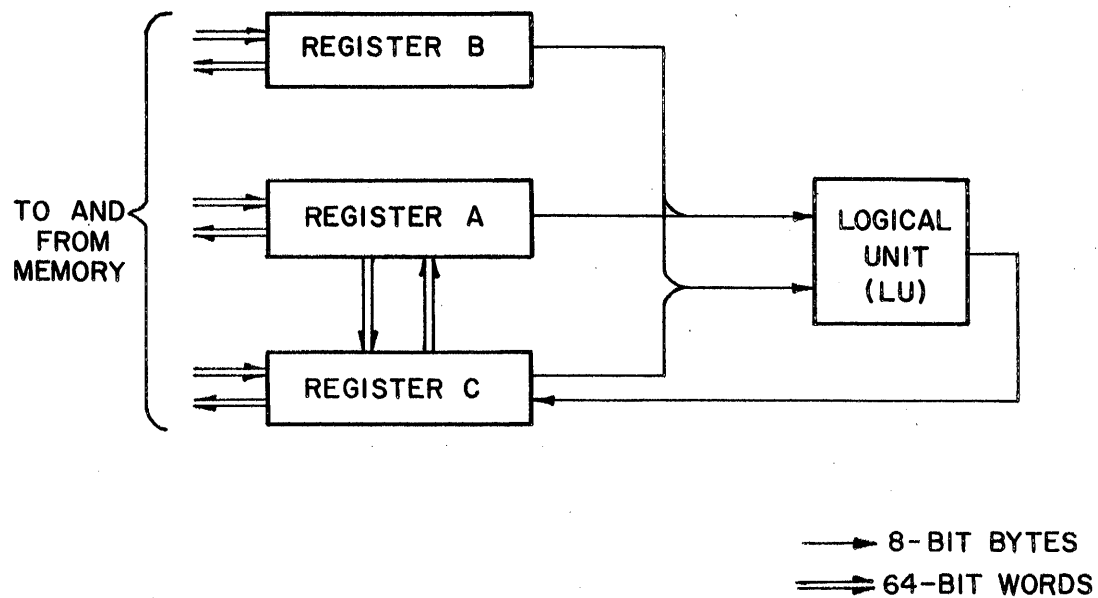 REGISTER B
TO AND
FROM
MEMORY
REGISTER A
LOGICAL
UNIT
(LU)
REGISTER C
8-BIT BYTES
64-BIT WORDS